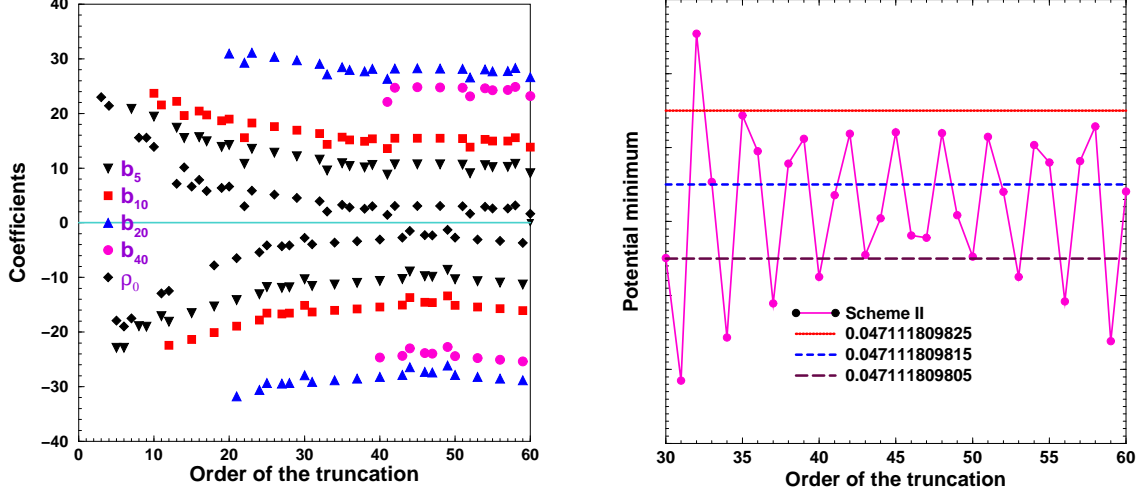 40
30
20
10
0
−10
−20
−30
−40
Coefficients
b5
b10
b20
b40
ρ0
0 10 20 30 40 50 60
Order of the truncation
Potential minimum
Scheme II
0.047111809825
0.047111809815
0.047111809805
30 35 40 45 50 55 60
Order of the truncation